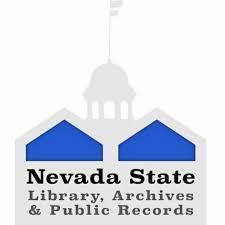 Nevada State
Library, Archives
& Public Records